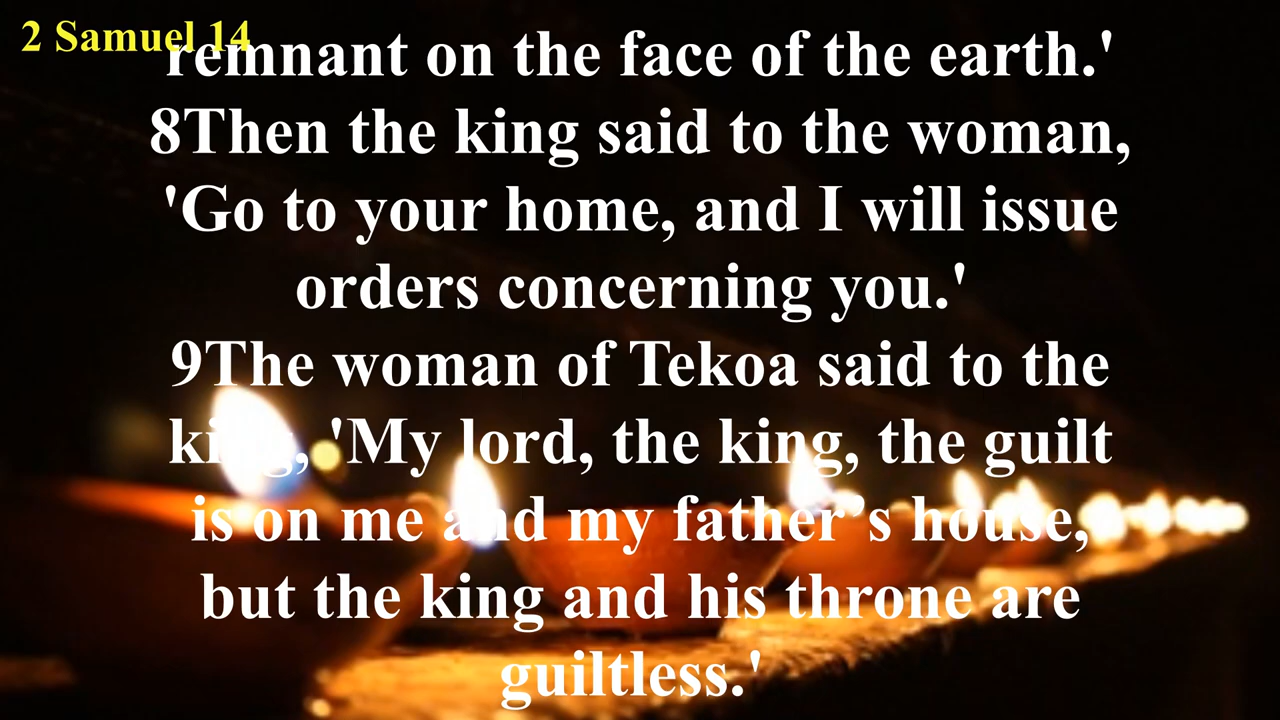 2 Samuel 14
remnant on the face of the earth.'
8Then the king said to the woman,
'Go to your home, and I will issue
orders concerning you.'
9The woman of Tekoa said to the
king, 'My lord, the king, the guilt
is on me and my father’s house,
but the king and his throne are
guiltless.'